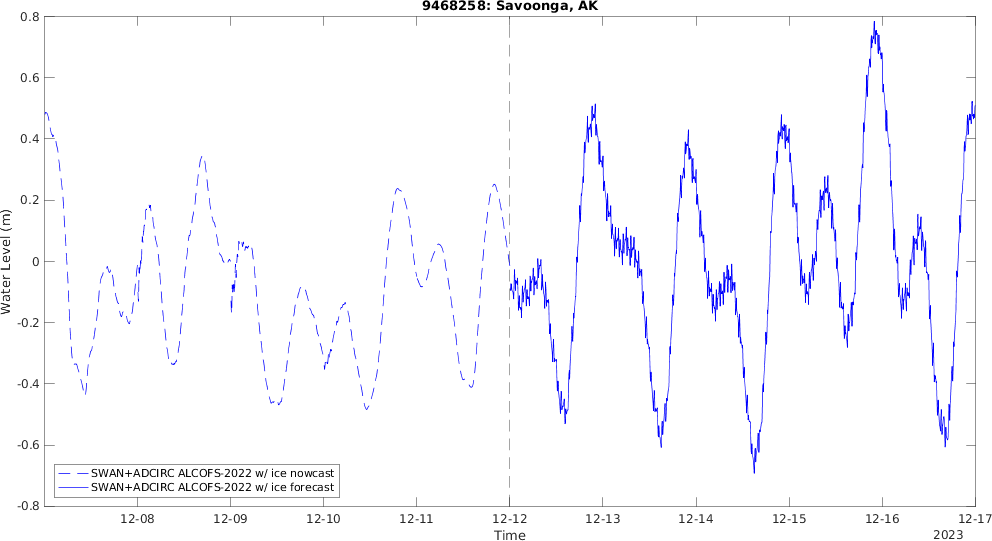 9468258: Savoonga, AK
0.8
0.6
0.4
0.2
0
-0.2
-0.4
-0.6
-0.8
Water Level (m)
SWAN+ADCIRC ALCOFS-2022 w/ ice nowcast
SWAN+ADCIRC ALCOFS-2022 w/ ice forecast
12-08 12-09 12-10 12-11 12-12 12-13 12-14 12-15 12-16 12-17
Time
2023